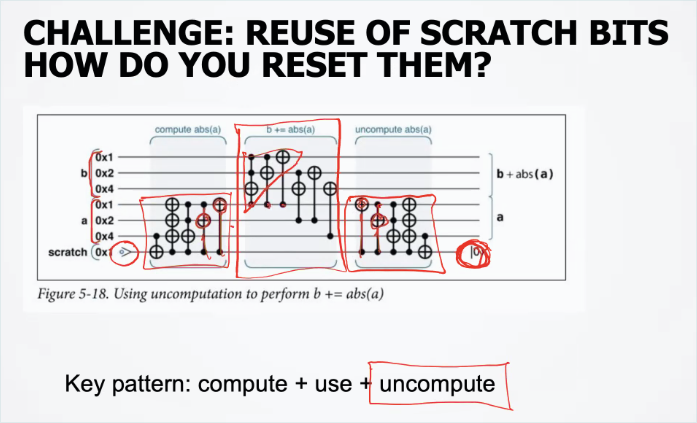 CHALLENGE: REUSE OF SCRATCH BITS
HOW DO YOU RESET THEM?
compute abs(a) b += abs(a) uncompute abs(a)
0x1
b 0x2
0x4
b + abs(a)
0x1
a 0x2
a
0x4
scratch 0x1 |0⟩
Figure 5-18. Using uncomputation to perform b += abs(a)
Key pattern: compute + use + uncompute